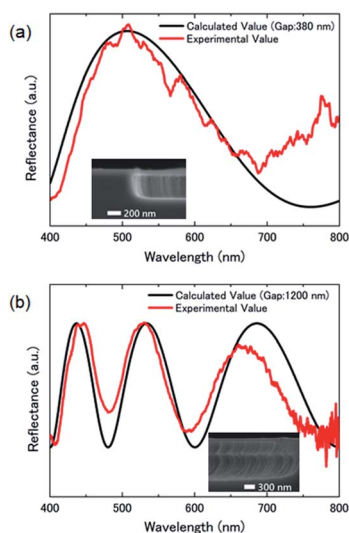 (a)
Calculated Value (Gap:380 nm)
Experimental Value
Reflectance (a.u.)
200 nm
400 500 600 700 800
Wavelength (nm)
(b)
Calculated Value (Gap:1200 nm)
Experimental Value
Reflectance (a.u.)
300 nm
400 500 600 700 800
Wavelength (nm)